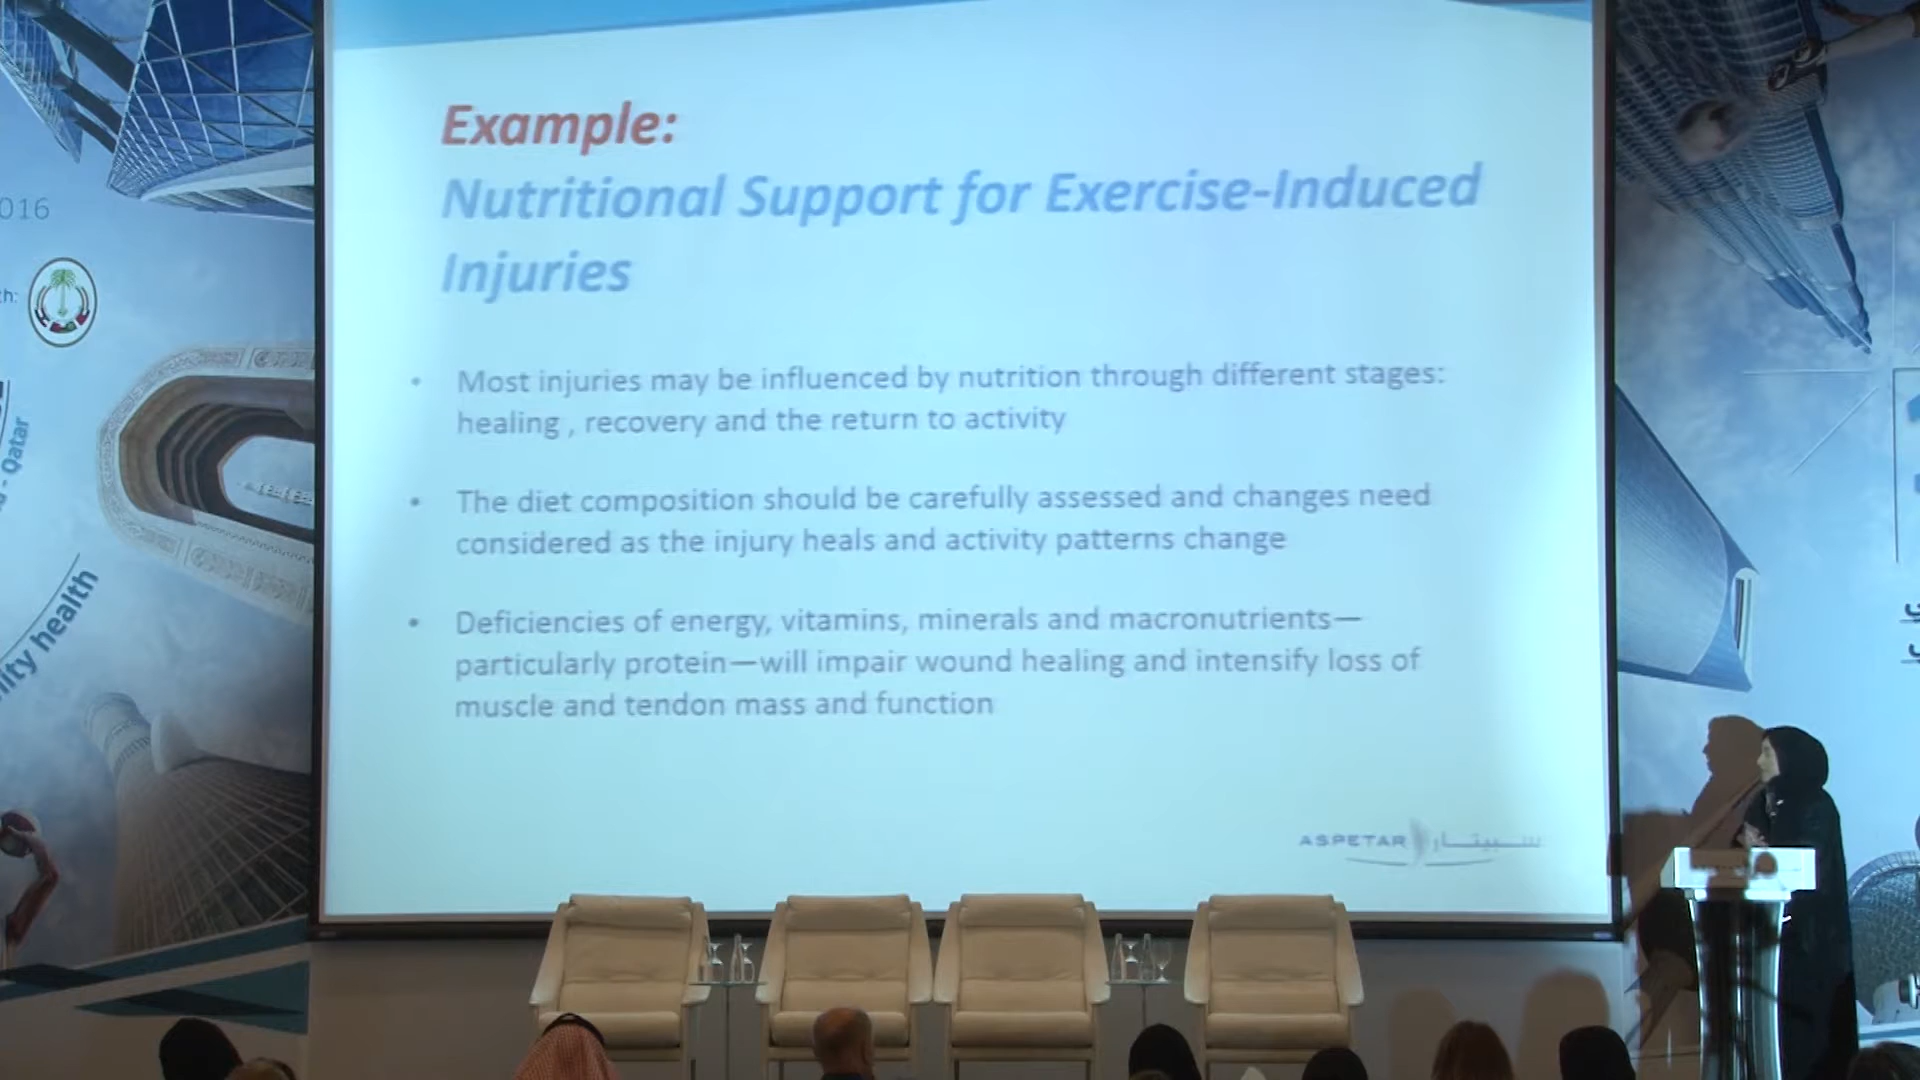 Example:
Nutritional Support for Exercise-Induced
Injuries
• Most injuries may be influenced by nutrition through different stages:
healing , recovery and the return to activity
• The diet composition should be carefully assessed and changes need
considered as the injury heals and activity patterns change
• Deficiencies of energy, vitamins, minerals and macronutrients—
particularly protein—will impair wound healing and intensify loss of
muscle and tendon mass and function
ASPETAR سبيتار
016
th:
- Qatar
lity health